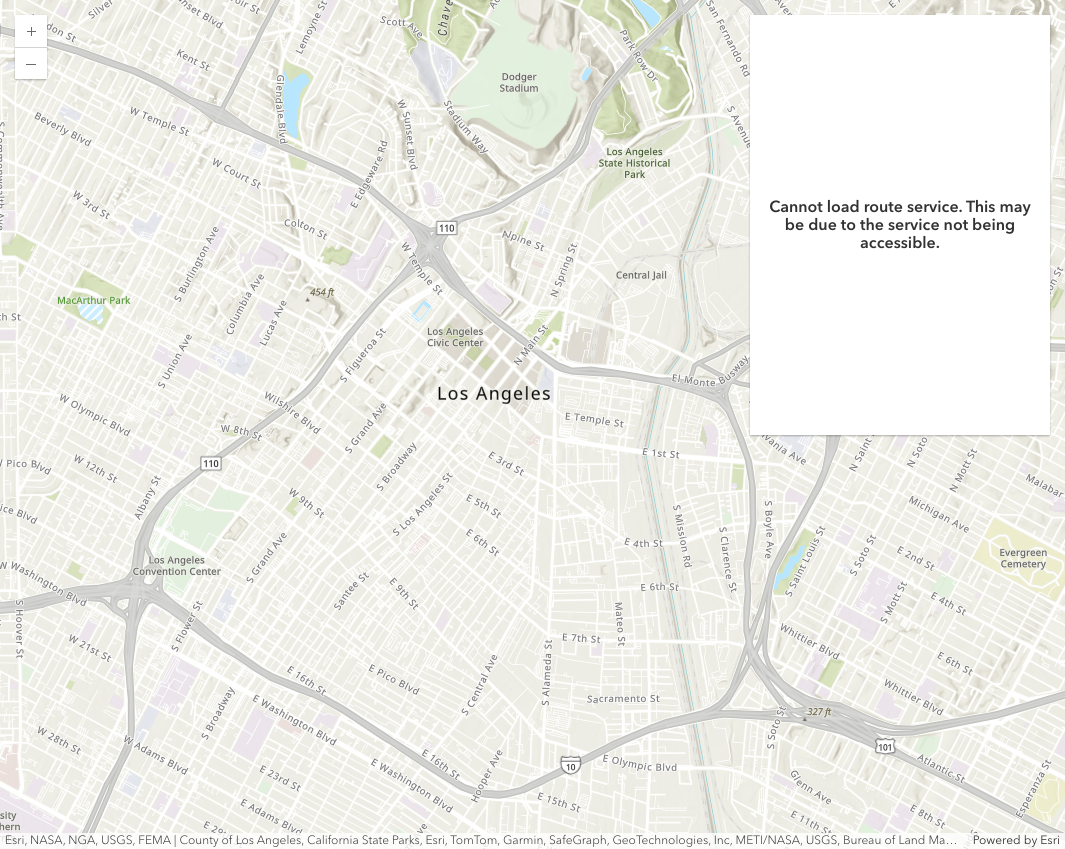 Silver
Scott Ave
Chave
Lemoyne St
Kent St
Glendale Blvd
W Temple St
W Sunset Blvd
Stadium Way
Dodger
Stadium
Park Row Dr
San Fernando Rd
S Avenue
Beverly Blvd
W Court St
E Edgeware Rd
Los Angeles
State Historical
Park
W 3rd St
Colton St
110
Alpine St
N Spring St
Central Jail
S Burlington Ave
W Temple St
MacArthur Park
454 ft
Columbia Ave
Lucas Ave
Los Angeles
Civic Center
N Main St
S Union Ave
S Figueroa St
El Monte Busway
Los Angeles
W Olympic Blvd
Wilshire Blvd
S Grand Ave
E Temple St
W 8th St
Cannot load route service. This may
be due to the service not being
accessible.
E 1st St
110
S Broadway
E 3rd St
W Pico Blvd
W 12th St
Albany St
W 9th St
S Los Angeles St
E 5th St
N Soto
N Mott St
Malabar
Michigan Ave
E 6th St
E 4th St
S Mission Rd
S Clarence St
S Boyle Ave
S Saint Louis St
S Soto St
E 2nd St
Evergreen
Cemetery
Los Angeles
Convention Center
S Grand Ave
W Washington Blvd
Santee St
E 9th St
E 6th St
S Mott St
E 4th St
S Hoover St
S Flower St
Mateo St
E 7th St
Whittier Blvd
W 21st St
E 6th St
E Pico Blvd
S Central Ave
S Alameda St
Sacramento St
Whittier Blvd
E 16th St
S Broadway
E Washington Blvd
327 ft
S Soto St
W 28th St
W Adams Blvd
101
E 16th St
Hooper Ave
10
E Olympic Blvd
Atlantic St
E 23rd St
E Washington Blvd
Glenn Ave
Esperanza St
E Adams Blvd
E 15th St
E 11th St
E 8th St
Esri, NASA, NGA, USGS, FEMA | County of Los Angeles, California State Parks, Esri, TomTom, Garmin, SafeGraph, GeoTechnologies, Inc, METI/NASA, USGS, Bureau of Land Ma…
Powered by Esri